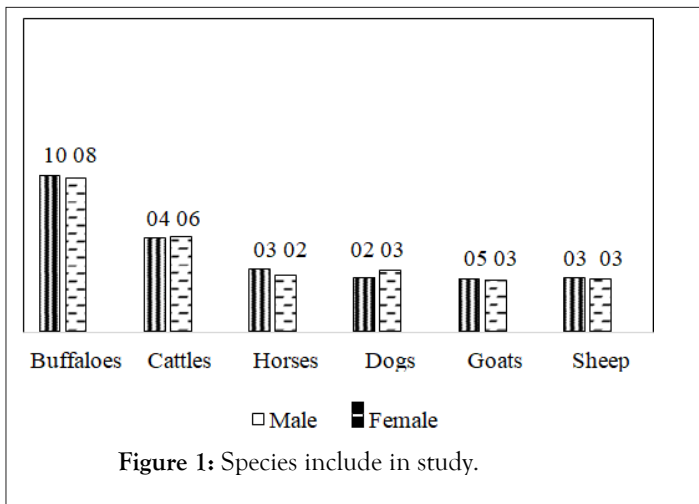 10 08
04 06
03 02
02 03
05 03
03 03
Buffaloes Cattles Horses Dogs Goats Sheep
Male Female
Figure 1: Species include in study.